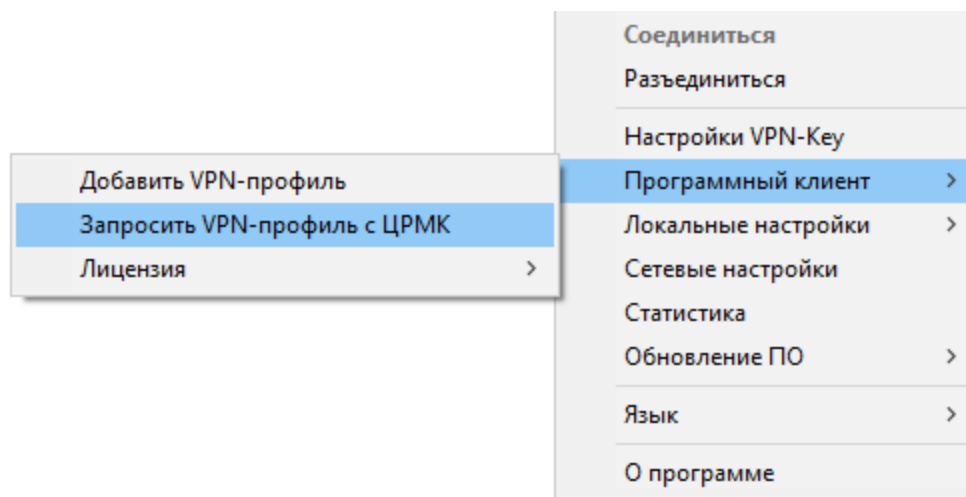 Соединиться
Разъединиться
Настройки VPN-Key
Программный клиент
Добавить VPN-профиль
Запросить VPN-профиль с ЦРМК
Лицензия
Локальные настройки
Сетевые настройки
Статистика
Обновление ПО
Язык
О программе